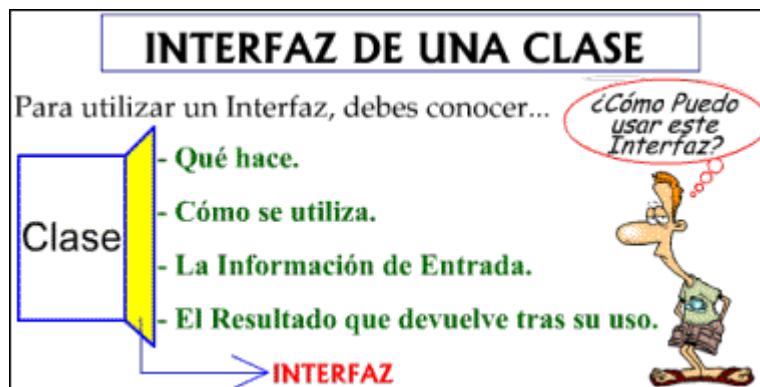 INTERFAZ DE UNA CLASE
Para utilizar un Interfaz, debes conocer...
¿Cómo Puedo
usar este
Interfaz?
- Qué hace.
- Cómo se utiliza.
Clase
- La Información de Entrada.
- El Resultado que devuelve tras su uso.
INTERFAZ